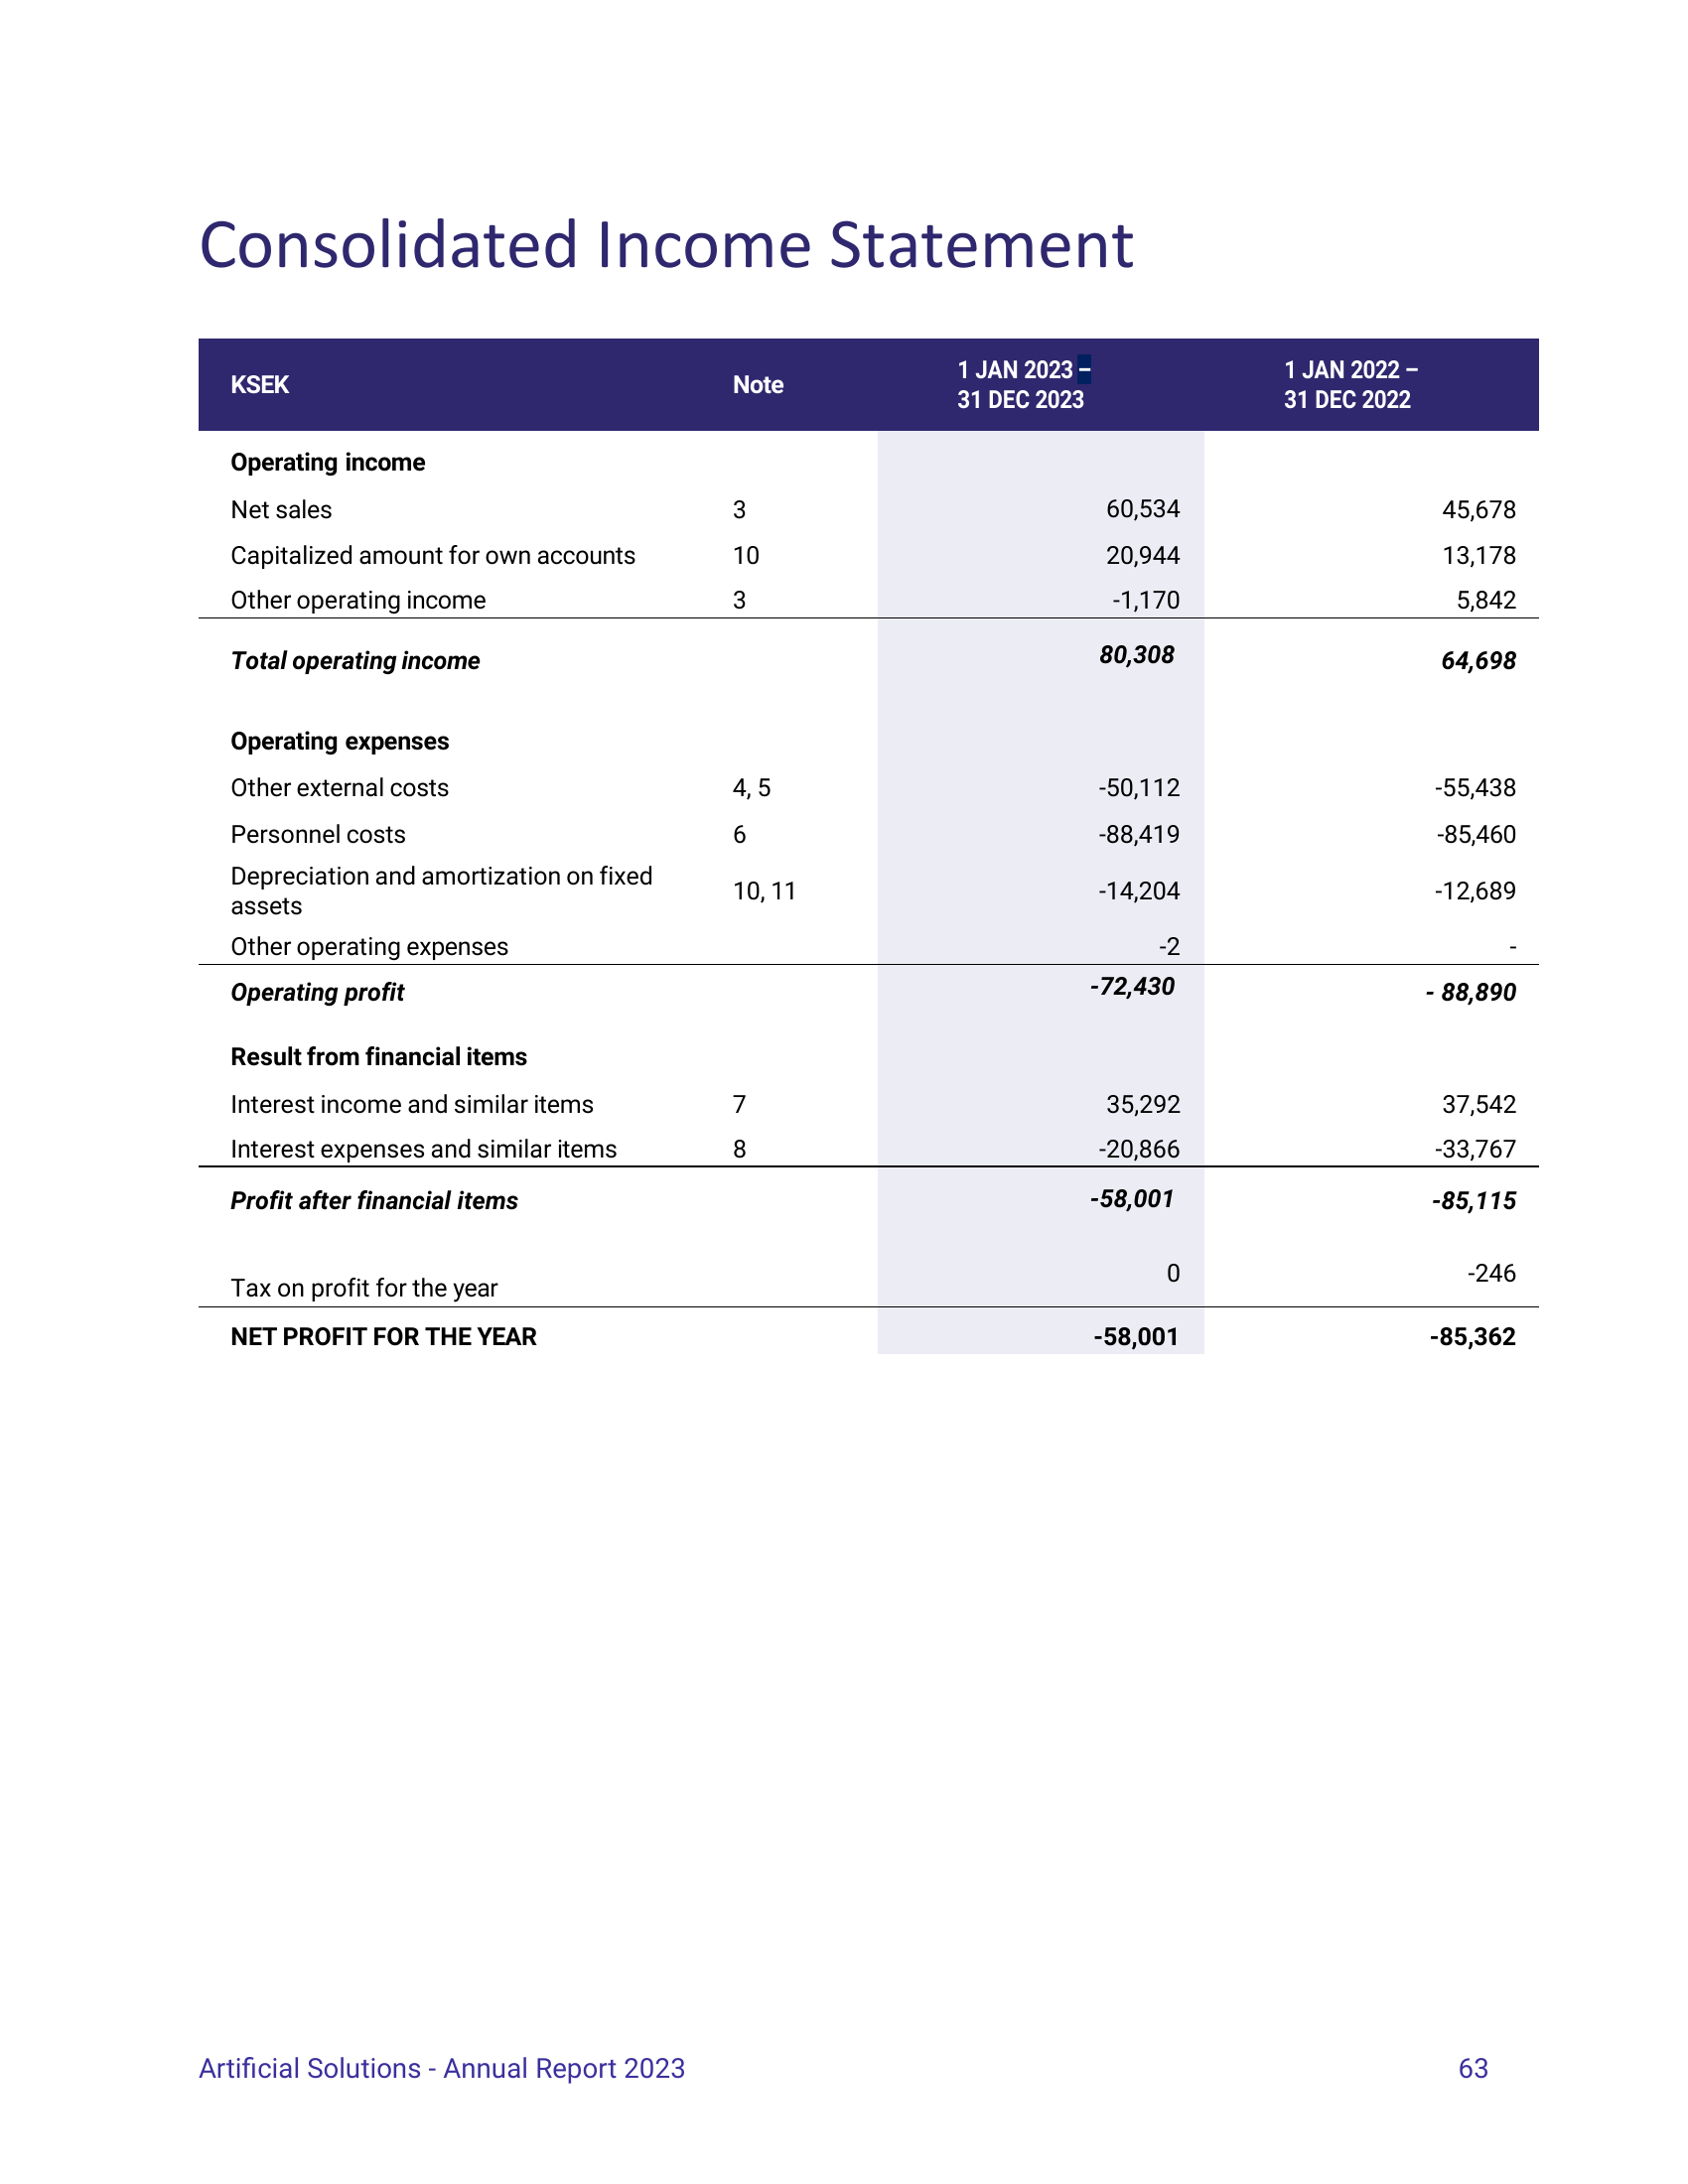 Consolidated Income Statement
KSEK Note 1 JAN 2023 – 31 DEC 2023 1 JAN 2022 – 31 DEC 2022
Operating income
Net sales 3 60,534 45,678
Capitalized amount for own accounts 10 20,944 13,178
Other operating income 3 -1,170 5,842
Total operating income 80,308 64,698
Operating expenses
Other external costs 4, 5 -50,112 -55,438
Personnel costs 6 -88,419 -85,460
Depreciation and amortization on fixed assets 10, 11 -14,204 -12,689
Other operating expenses -2 -
Operating profit -72,430 - 88,890
Result from financial items
Interest income and similar items 7 35,292 37,542
Interest expenses and similar items 8 -20,866 -33,767
Profit after financial items -58,001 -85,115
Tax on profit for the year 0 -246
NET PROFIT FOR THE YEAR -58,001 -85,362
Artificial Solutions - Annual Report 2023 63